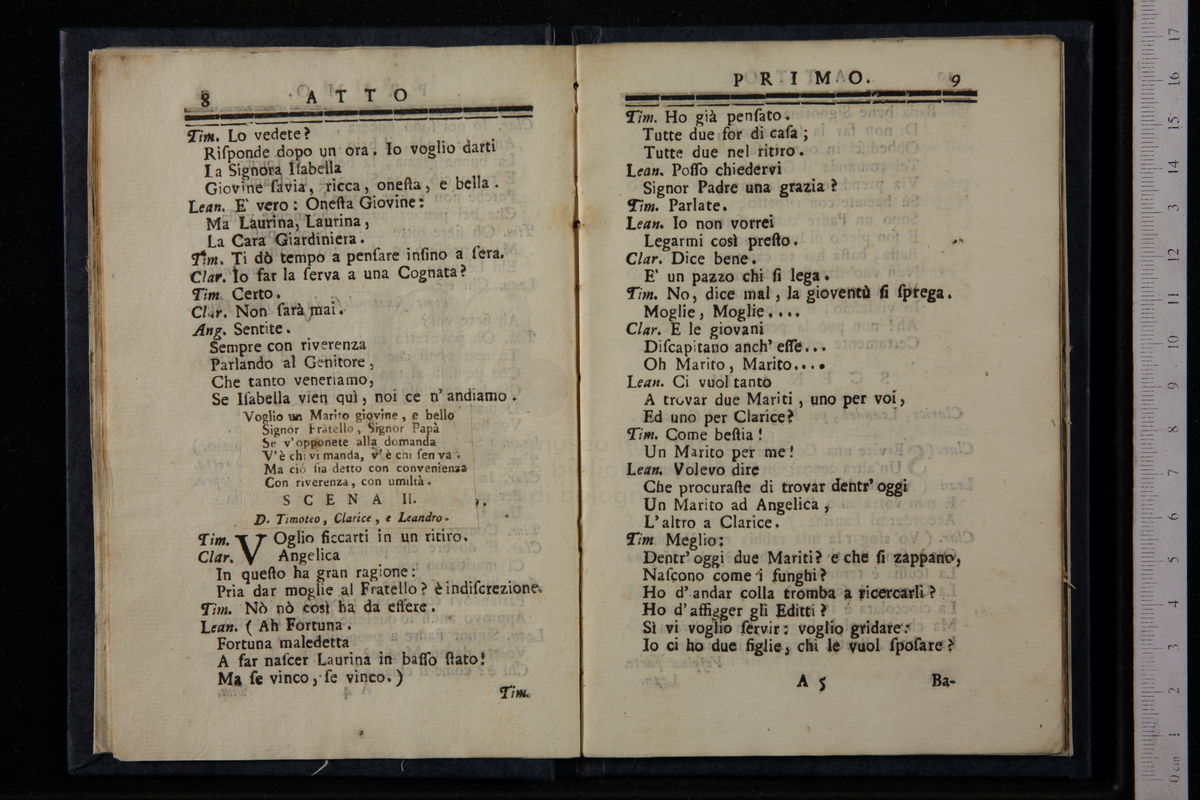 8 ATTO
Tim. Lo vedete?
Riſponde dopo un ora. Io voglio darti
La Signora Iſabella
Giovine ſavia, ricca, oneſta, e bella.
Lean. E' vero: Oneſta Giovine:
Ma Laurina, Laurina,
La Cara Giardiniera.
Tim. Ti dò tempo a penſare inſino a ſera.
Clar. Io far la ſerva a una Cognata?
Tim. Certo.
Clar. Non ſarà mai.
Ang. Sentite.
Sempre con riverenza
Parlando al Genitore,
Che tanto veneriamo,
Se Iſabella vien quì, noi ce n'andiamo.
Voglio un Marito giovine, e bello
Signor Fratello, Signor Papà
Se v'opponete alla domanda
V'è chi vi manda, v'è chi ſen va.
Ma ciò ſia detto con convenienza
Con riverenza, con umiltà.
SCENA II.
D. Timoteo, Clarice, e Leandro.
Tim. VOglio ficcarti in un ritiro.
Clar. Angelica
In queſto ha gran ragione:
Pria dar moglie al Fratello? è indiſcrezione.
Tim. Nò nò così ha da eſſere.
Lean. (Ah Fortuna.
Fortuna maledetta
A far naſcer Laurina in baſſo ſtato!
Ma ſe vinco, ſe vinco.)
Tim.
PRIMO. 9
Tim. Ho già penſato.
Tutte due for di caſa;
Tutte due nel ritiro.
Lean. Poſſo chiedervi
Signor Padre una grazia?
Tim. Parlate.
Lean. Io non vorrei
Legarmi così preſto.
Clar. Dice bene.
E' un pazzo chi ſi lega.
Tim. No, dice mal, la gioventù ſi ſprega.
Moglie, Moglie....
Clar. E le giovani
Diſcapitano anch' eſſe...
Oh Marito, Marito....
Lean. Ci vuol tanto
A trovar due Mariti, uno per voi,
Ed uno per Clarice?
Tim. Come beſtia!
Un Marito per me!
Lean. Volevo dire
Che procuraſte di trovar dentr' oggi
Un Marito ad Angelica,
L'altro a Clarice.
Tim Meglio:
Dentr' oggi due Mariti? e che ſi zappano,
Naſcono come i funghi?
Ho d'andar colla tromba a ricercarli?
Ho d'affigger gli Editti?
Sì vi voglio ſervir: voglio gridare:
Io ci ho due figlie, chi le vuol ſpoſare?
A 5 Ba-